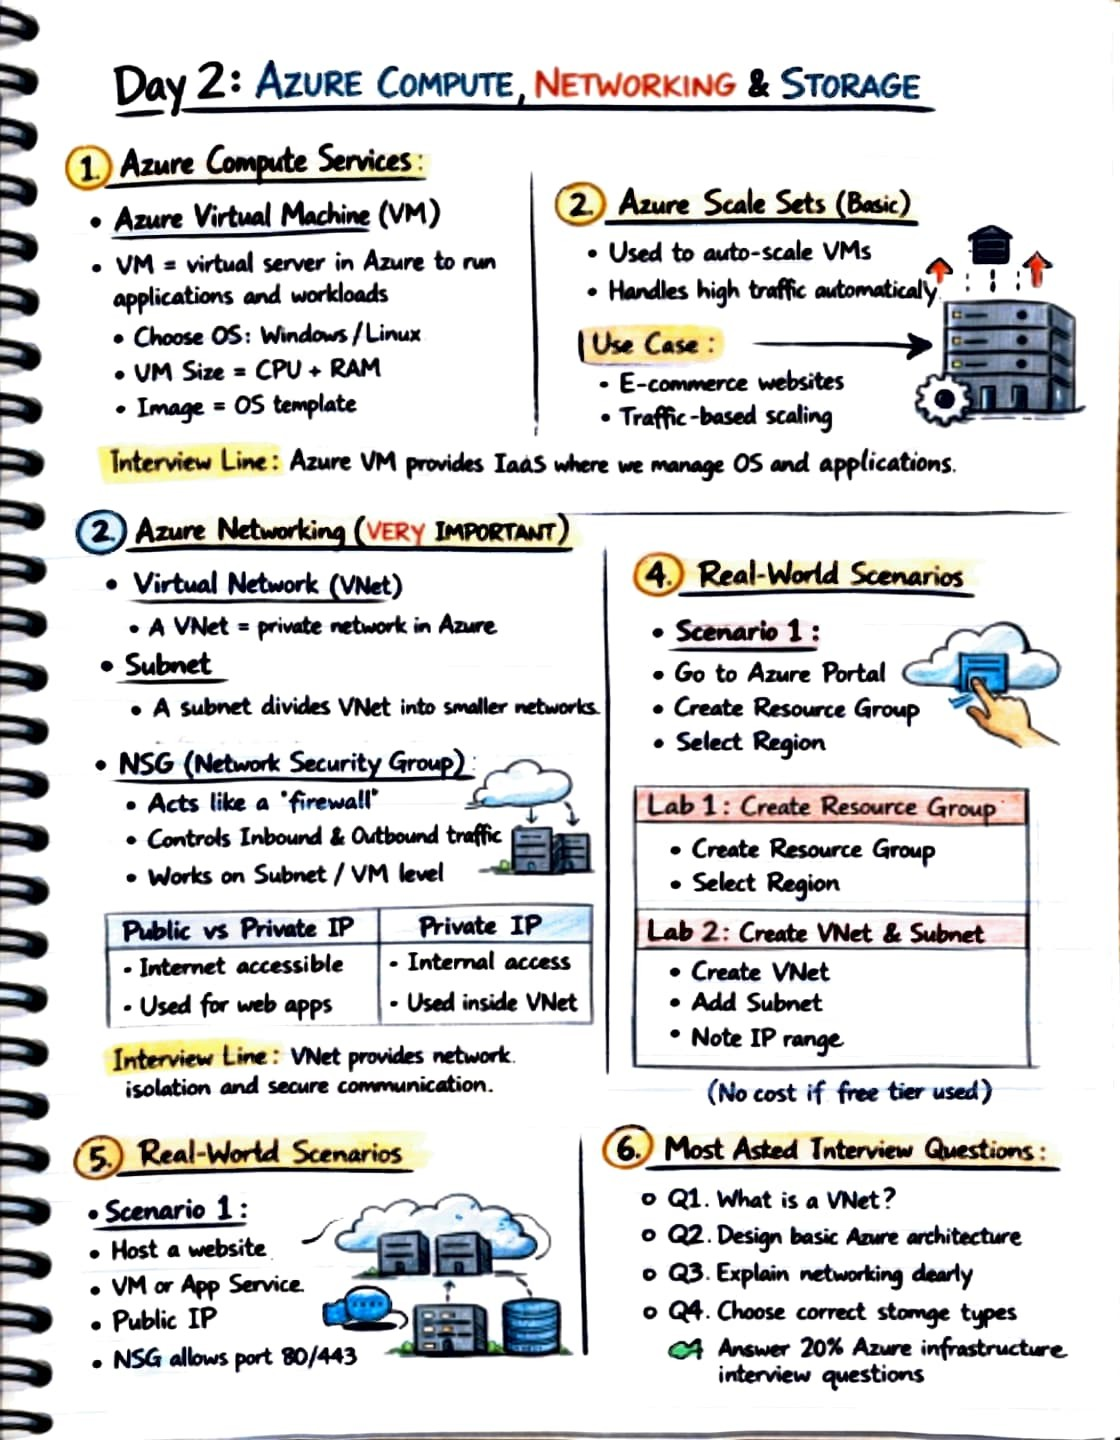 Day 2: AZURE COMPUTE, NETWORKING & STORAGE
1. Azure Compute Services:
• Azure Virtual Machine (VM)
• VM = virtual server in Azure to run
applications and workloads
• Choose OS: Windows/Linux
• VM Size = CPU + RAM
• Image = OS template
2. Azure Scale Sets (Basic)
• Used to auto-scale VMs
• Handles high traffic automaticaly
Use Case:
• E-commerce websites
• Traffic-based scaling
Interview Line: Azure VM provides IaaS where we manage OS and applications.
2. Azure Networking (VERY IMPORTANT)
• Virtual Network (VNet)
• A VNet = private network in Azure
• Subnet
• A subnet divides VNet into smaller networks.
• NSG (Network Security Group):
• Acts like a "firewall"
• Controls Inbound & Outbound traffic
• Works on Subnet / VM level
Public vs Private IP
Private IP
• Internet accessible
• Internal access
• Used for web apps
• Used inside VNet
Interview Line: VNet provides network.
isolation and secure communication.
4. Real-World Scenarios
• Scenario 1:
• Go to Azure Portal
• Create Resource Group
• Select Region
Lab 1: Create Resource Group
• Create Resource Group
• Select Region
Lab 2: Create VNet & Subnet
• Create VNet
• Add Subnet
• Note IP range
(No cost if free tier used)
5. Real-World Scenarios
• Scenario 1:
• Host a website
• VM or App Service
• Public IP
• NSG allows port 80/443
6. Most Asked Interview Questions:
Q1. What is a VNet?
Q2. Design basic Azure architecture
Q3. Explain networking dearly
Q4. Choose correct stomge types
Answer 20% Azure infrastructure
interview questions